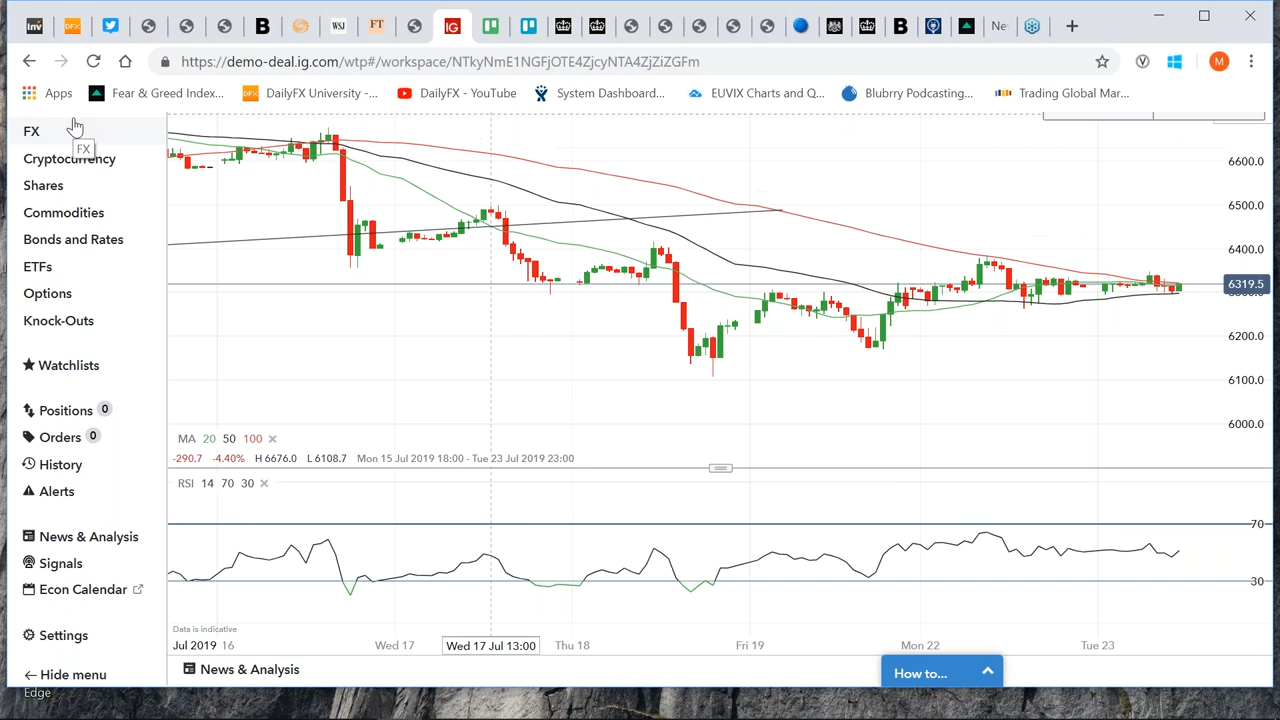 Inv DFX B WSJ FT IG B Ne
https://demo-deal.ig.com/wtp#/workspace/ V M
Apps Fear & Greed Index... DFX DailyFX University -... DailyFX - YouTube System Dashboard... EUVIX Charts and Q... Blubrry Podcasting... Trading Global Mar...
FX
FX
Cryptocurrency
Shares
Commodities
Bonds and Rates
ETFs
Options
Knock-Outs
Watchlists
Positions 0
Orders 0
History
Alerts
News & Analysis
Signals
Econ Calendar
Settings
Hide menu
Edge
6600.0
6500.0
6400.0
6319.5
6200.0
6100.0
6000.0
MA 20 50 100
-290.7 -4.40% H 6676.0 L 6108.7 Mon 15 Jul 2019 18:00 - Tue 23 Jul 2019 23:00
RSI 14 70 30
70
30
Data is indicative
Jul 2019 16 Wed 17 Wed 17 Jul 13:00 Thu 18 Fri 19 Mon 22 Tue 23
News & Analysis
How to...